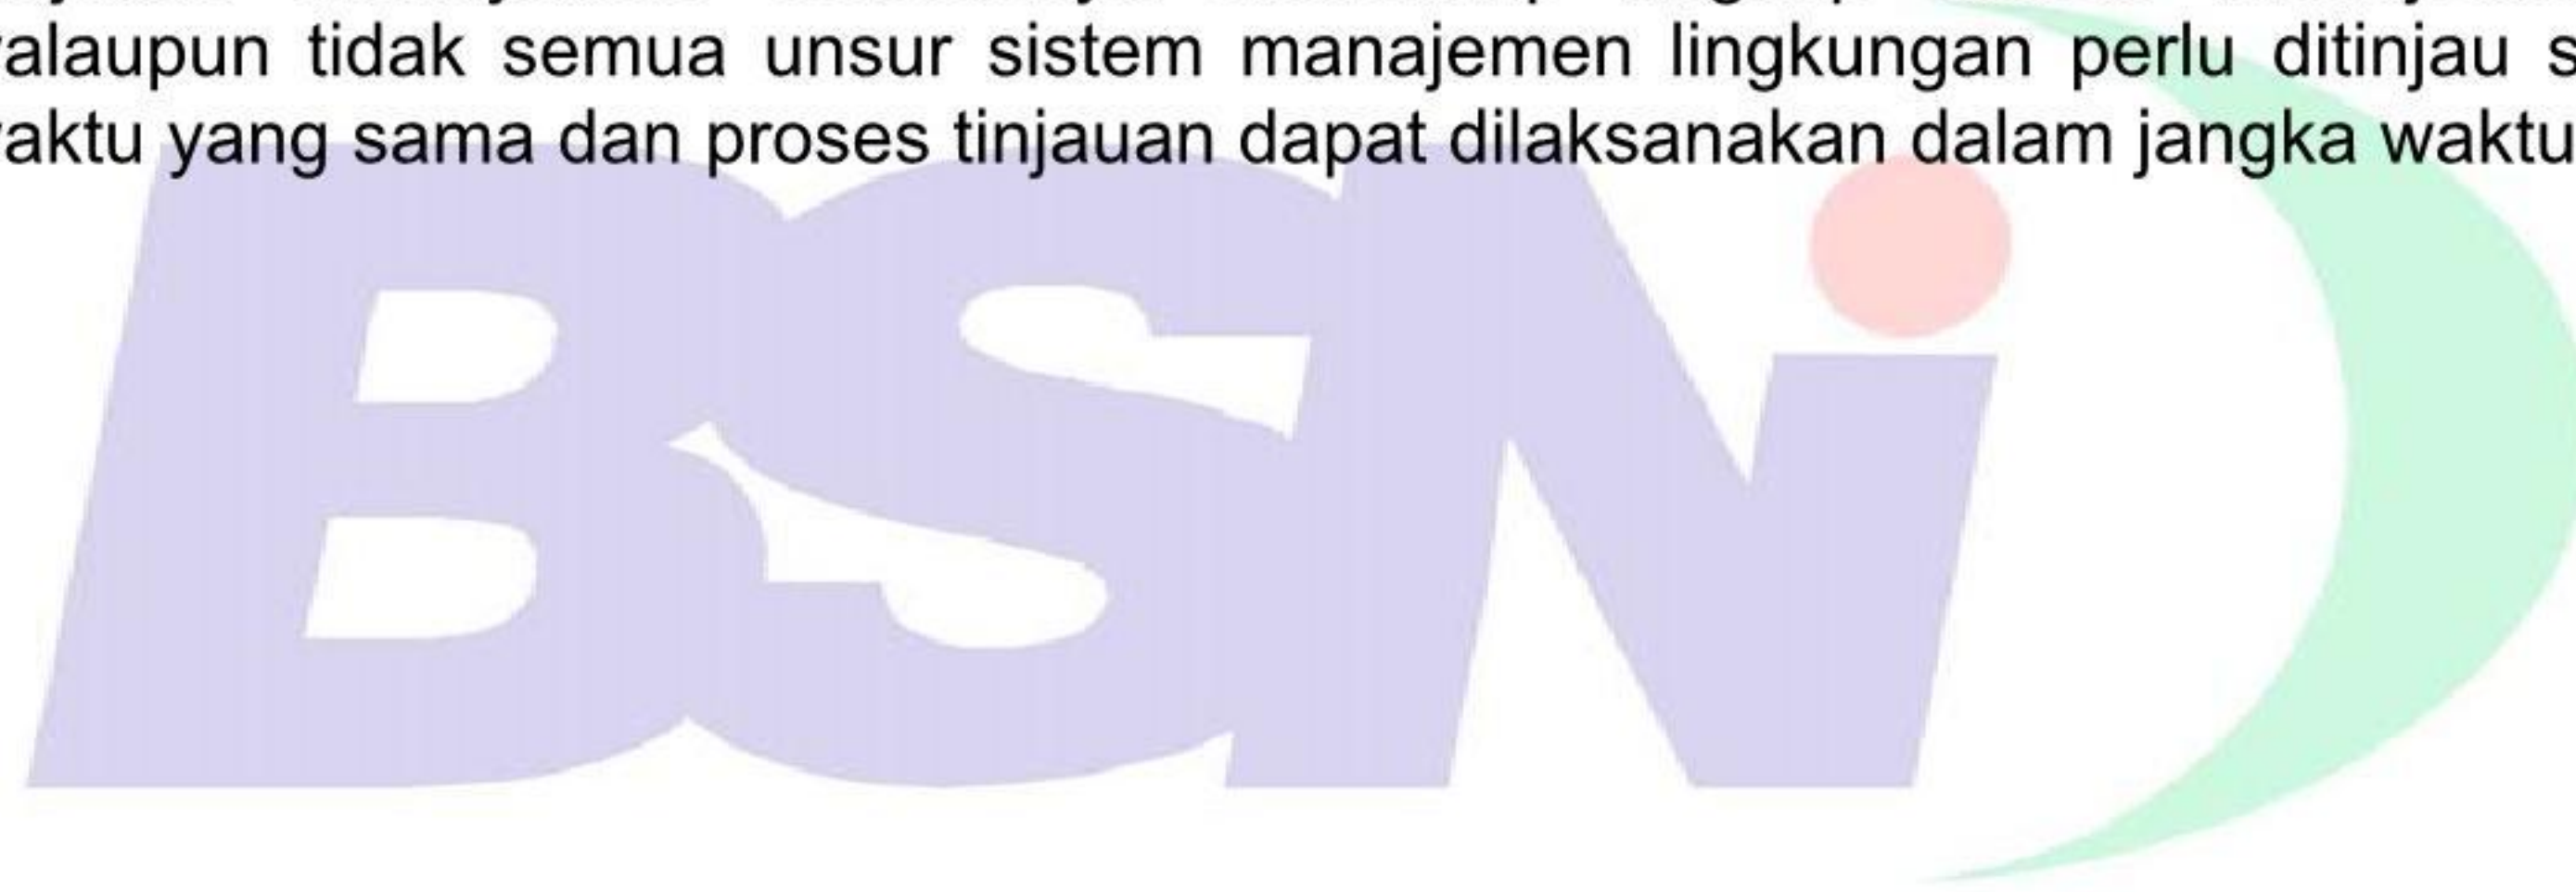 alaupun tidak semua unsur sistem manajemen lingkungan perlu ditinjau s
aktu yang sama dan proses tinjauan dapat dilaksanakan dalam jangka waktu
BSN